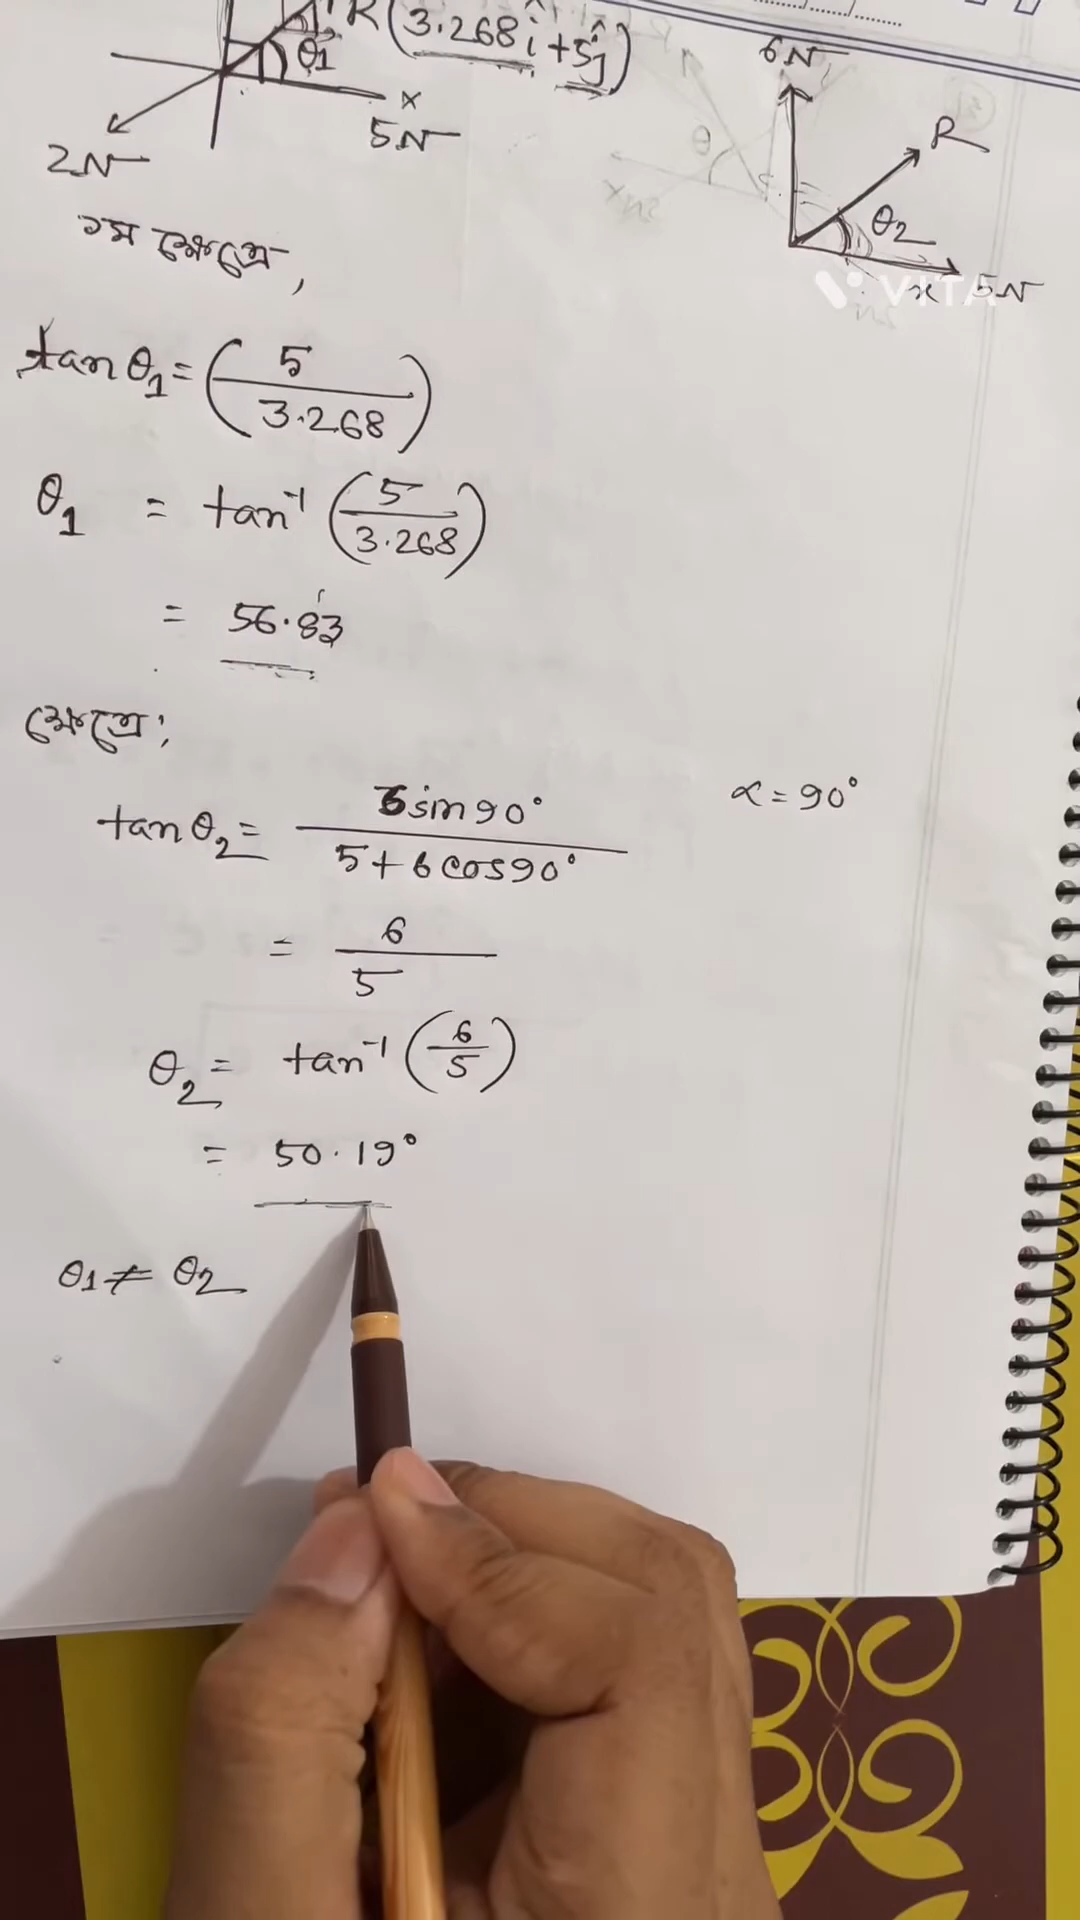 R(3.268î+5ĵ)
x
5N
2N
6N
R
θ2
x 5N
VITA
θ1
১ম ক্ষেত্রে,
tan θ1 = (5/3.268)
θ1 = tan⁻¹ (5/3.268)
= 56.83
ক্ষেত্রে:
α = 90°
tan θ2 = 6 sin 90° / 5 + 6 cos 90°
= 6/5
θ2 = tan⁻¹ (6/5)
= 50.19°
θ1 ≠ θ2